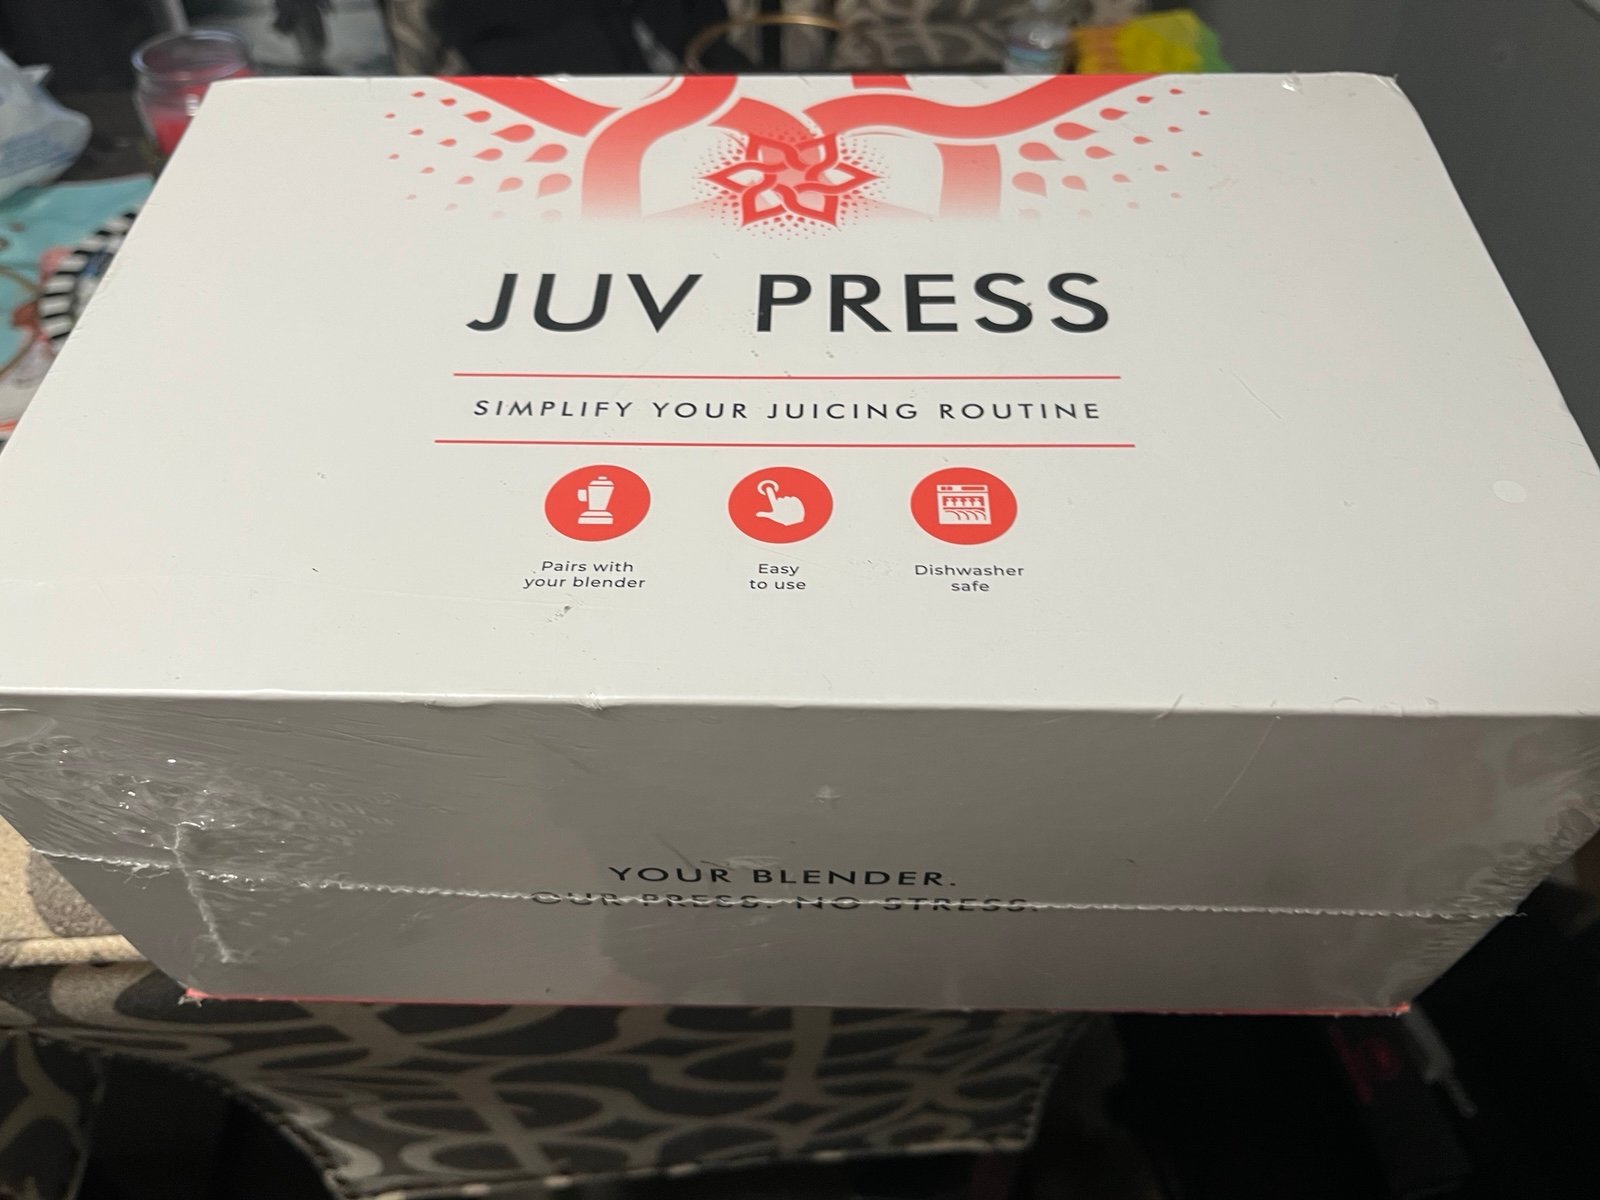 JUV PRESS
SIMPLIFY YOUR JUICING ROUTINE
Pairs with
your blender
Easy
to use
Dishwasher
safe
YOUR BLENDER.
OUR PRESS. NO STRESS.